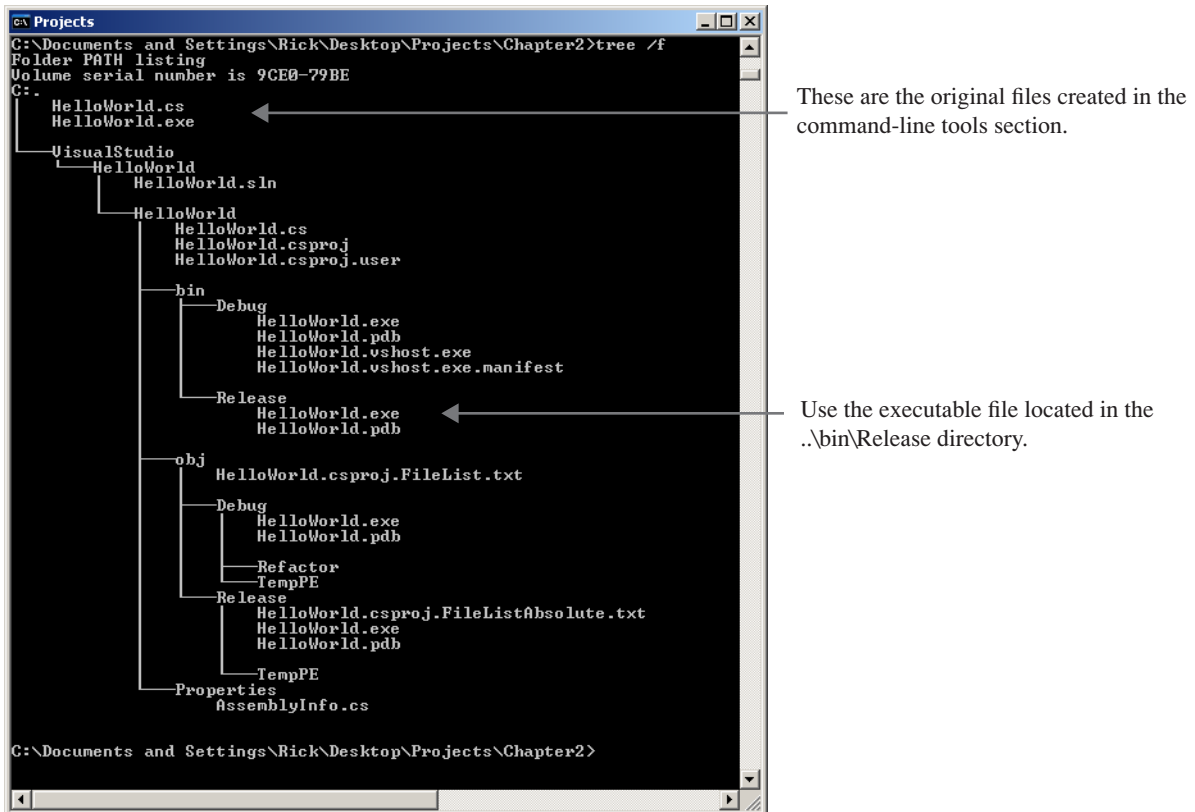 Projects
C:\Documents and Settings\Rick\Desktop\Projects\Chapter2>tree /f
Folder PATH listing
Volume serial number is 9CE0-79BE
C:.
HelloWorld.cs
HelloWorld.exe
These are the original files created in the
command-line tools section.
VisualStudio
HelloWorld
HelloWorld.sln
HelloWorld
HelloWorld.cs
HelloWorld.csproj
HelloWorld.csproj.user
bin
Debug
HelloWorld.exe
HelloWorld.pdb
HelloWorld.vshost.exe
HelloWorld.vshost.exe.manifest
Release
HelloWorld.exe
HelloWorld.pdb
Use the executable file located in the
..\bin\Release directory.
obj
HelloWorld.csproj.FileList.txt
Debug
HelloWorld.exe
HelloWorld.pdb
Refactor
TempPE
Release
HelloWorld.csproj.FileListAbsolute.txt
HelloWorld.exe
HelloWorld.pdb
TempPE
Properties
AssemblyInfo.cs
C:\Documents and Settings\Rick\Desktop\Projects\Chapter2>